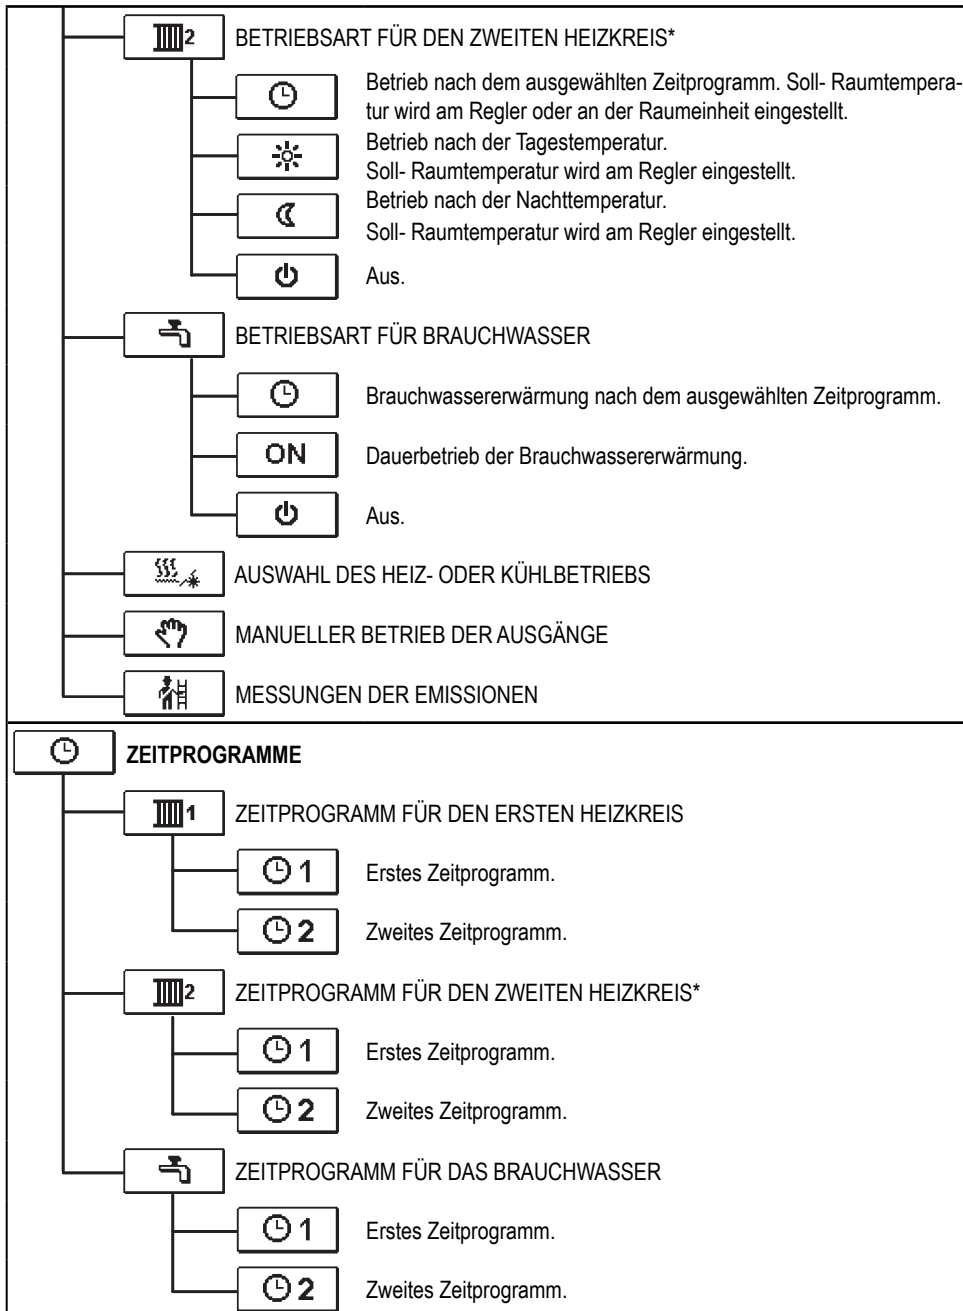 2 BETRIEBSART FÜR DEN ZWEITEN HEIZKREIS*
Betrieb nach dem ausgewählten Zeitprogramm. Soll- Raumtempera-
tur wird am Regler oder an der Raumeinheit eingestellt.
Betrieb nach der Tagestemperatur.
Soll- Raumtemperatur wird am Regler eingestellt.
Betrieb nach der Nachttemperatur.
Soll- Raumtemperatur wird am Regler eingestellt.
Aus.
BETRIEBSART FÜR BRAUCHWASSER
Brauchwassererwärmung nach dem ausgewählten Zeitprogramm.
ON Dauerbetrieb der Brauchwassererwärmung.
Aus.
AUSWAHL DES HEIZ- ODER KÜHLBETRIEBS
MANUELLER BETRIEB DER AUSGÄNGE
MESSUNGEN DER EMISSIONEN
ZEITPROGRAMME
1 ZEITPROGRAMM FÜR DEN ERSTEN HEIZKREIS
1 Erstes Zeitprogramm.
2 Zweites Zeitprogramm.
2 ZEITPROGRAMM FÜR DEN ZWEITEN HEIZKREIS*
1 Erstes Zeitprogramm.
2 Zweites Zeitprogramm.
ZEITPROGRAMM FÜR DAS BRAUCHWASSER
1 Erstes Zeitprogramm.
2 Zweites Zeitprogramm.